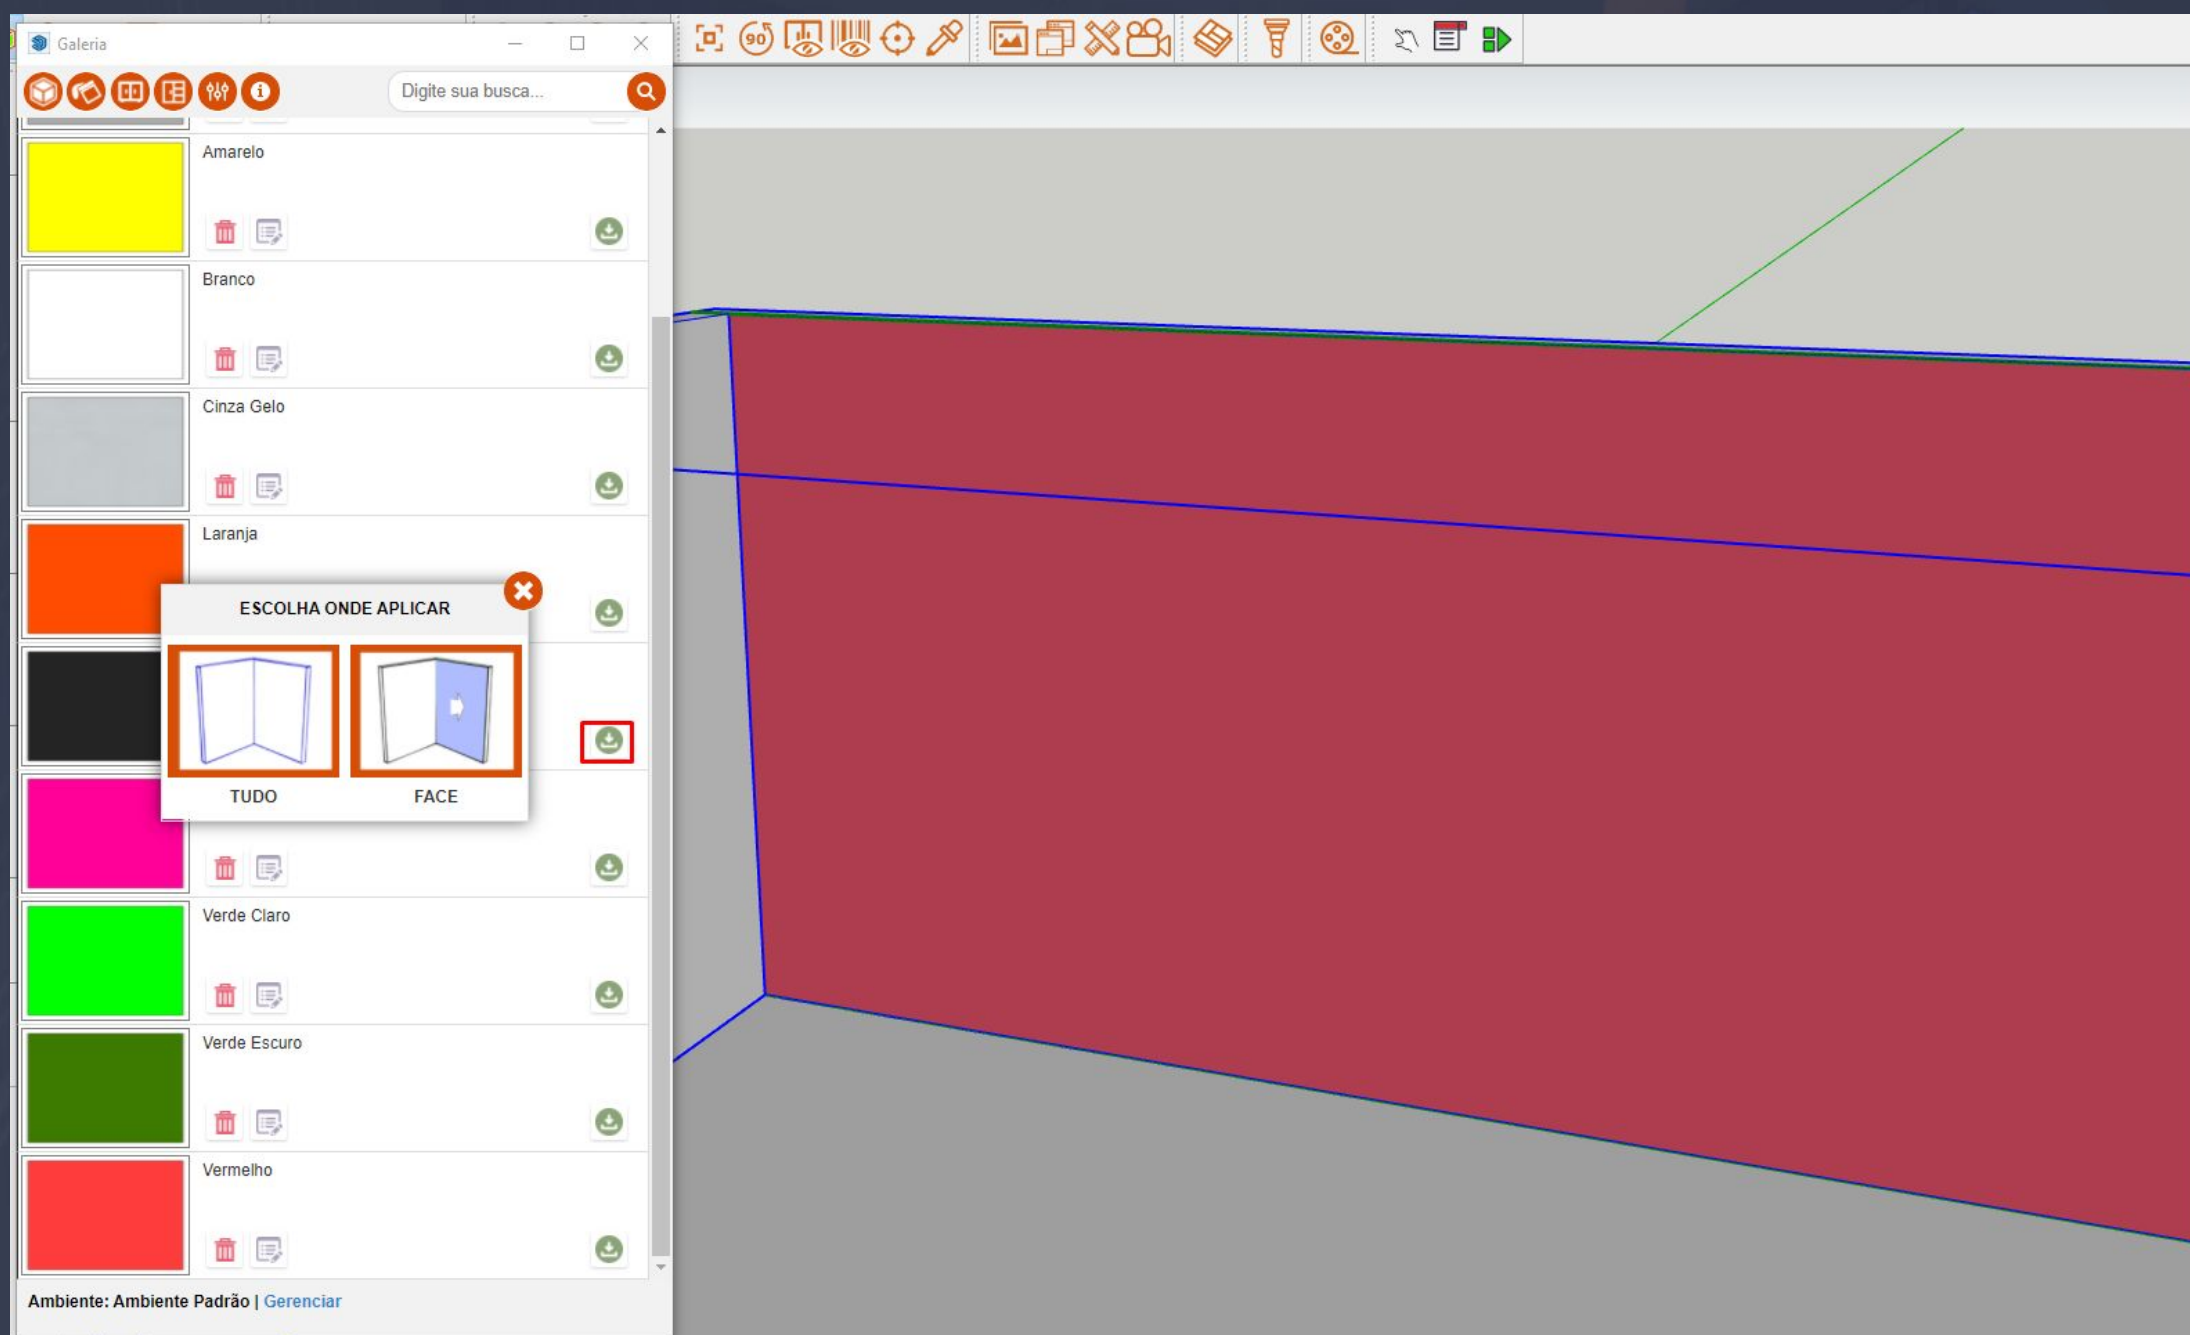 Galeria
90
Digite sua busca...
Amarelo
Branco
Cinza Gelo
Laranja
ESCOLHA ONDE APLICAR
TUDO
FACE
Verde Claro
Verde Escuro
Vermelho
Ambiente: Ambiente Padrão | Gerenciar